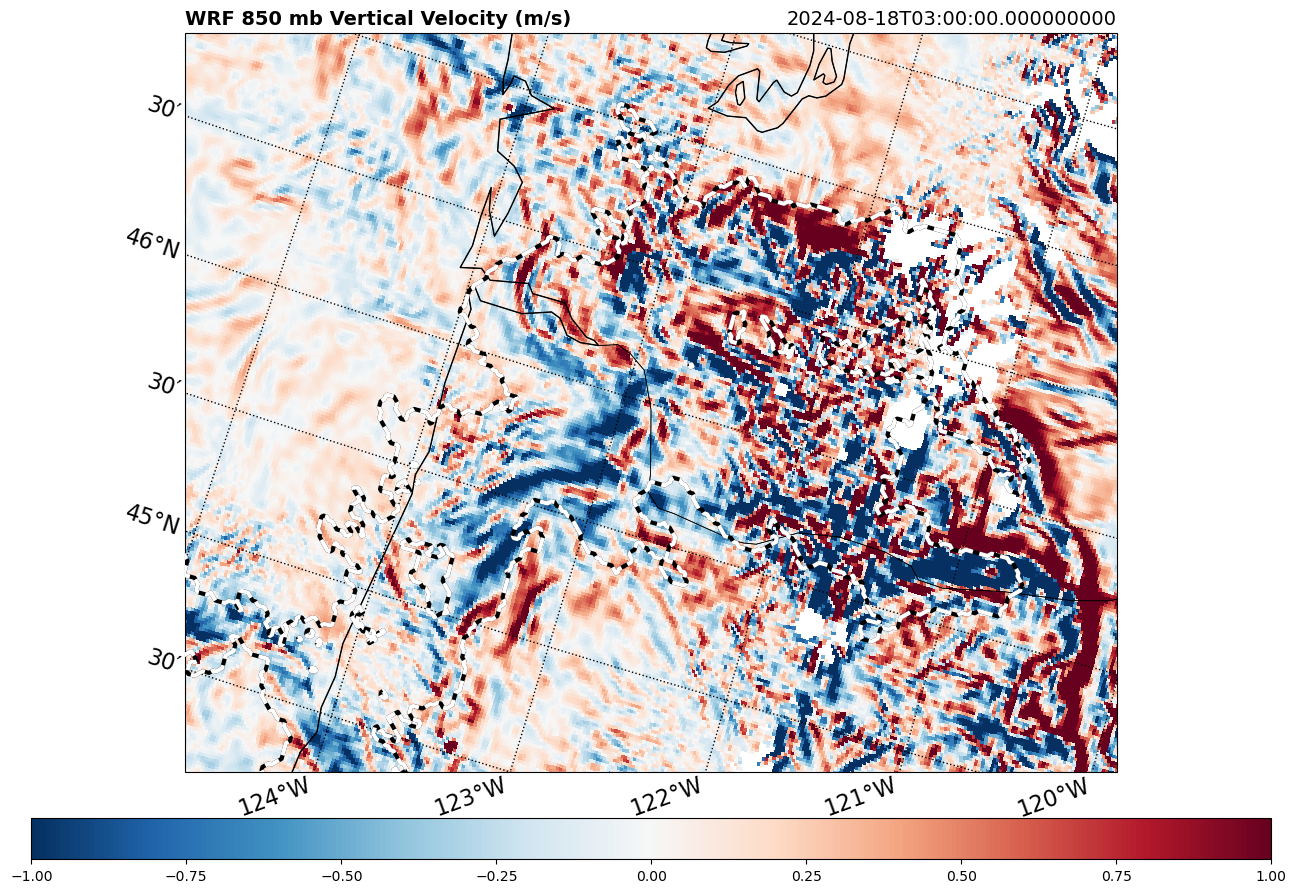 WRF 850 mb Vertical Velocity (m/s)
2024-08-18T03:00:00.000000000
30′
46°N
30′
45°N
30′
124°W
123°W
122°W
121°W
120°W
−1.00
−0.75
−0.50
−0.25
0.00
0.25
0.50
0.75
1.00